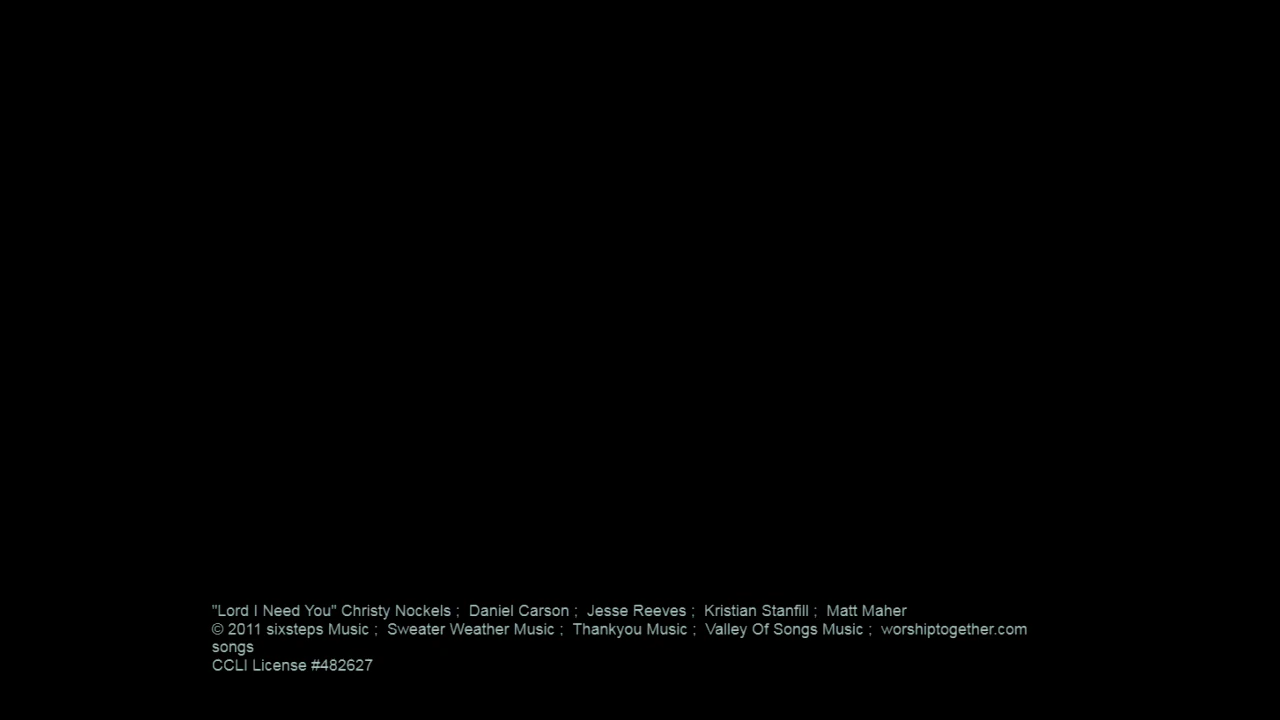 "Lord I Need You" Christy Nockels ;  Daniel Carson ;  Jesse Reeves ;  Kristian Stanfill ;  Matt Maher
© 2011 sixsteps Music ;  Sweater Weather Music ;  Thankyou Music ;  Valley Of Songs Music ;  worshiptogether.com
songs
CCLI License #482627